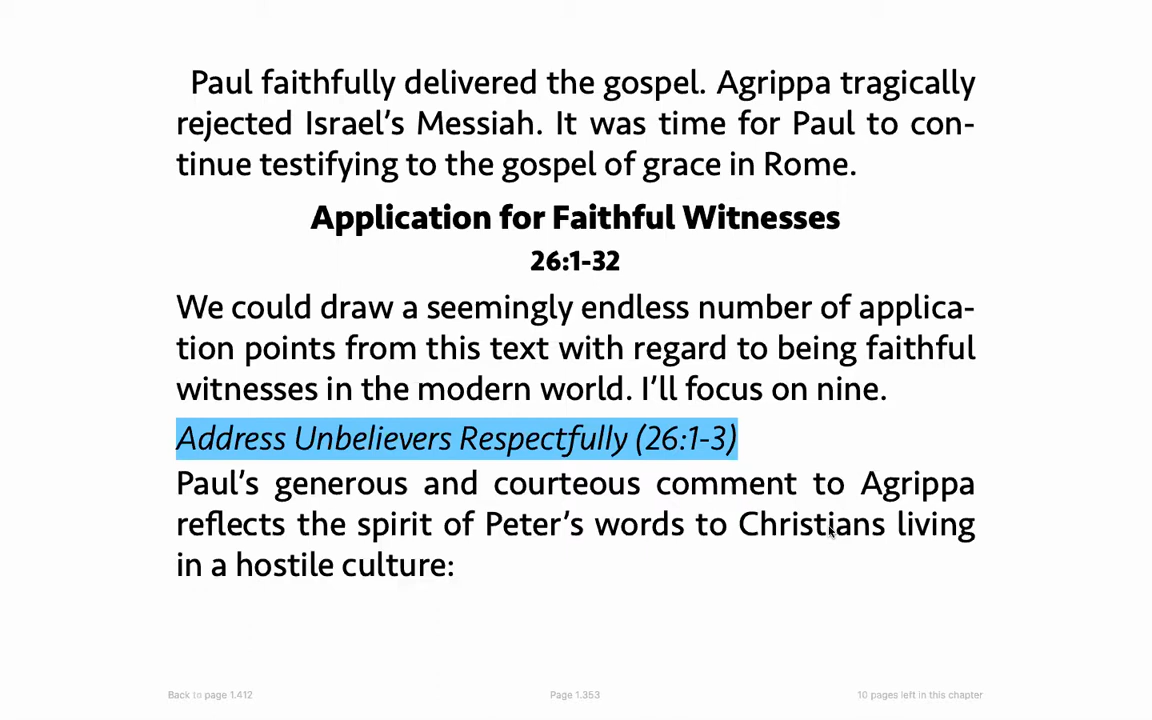 Paul faithfully delivered the gospel. Agrippa tragically
rejected Israel's Messiah. It was time for Paul to con-
tinue testifying to the gospel of grace in Rome.
Application for Faithful Witnesses
26:1-32
We could draw a seemingly endless number of applica-
tion points from this text with regard to being faithful
witnesses in the modern world. I'll focus on nine.
Address Unbelievers Respectfully (26:1-3)
Paul's generous and courteous comment to Agrippa
reflects the spirit of Peter's words to Christians living
in a hostile culture:
Back to page 1.412
Page 1.353
10 pages left in this chapter